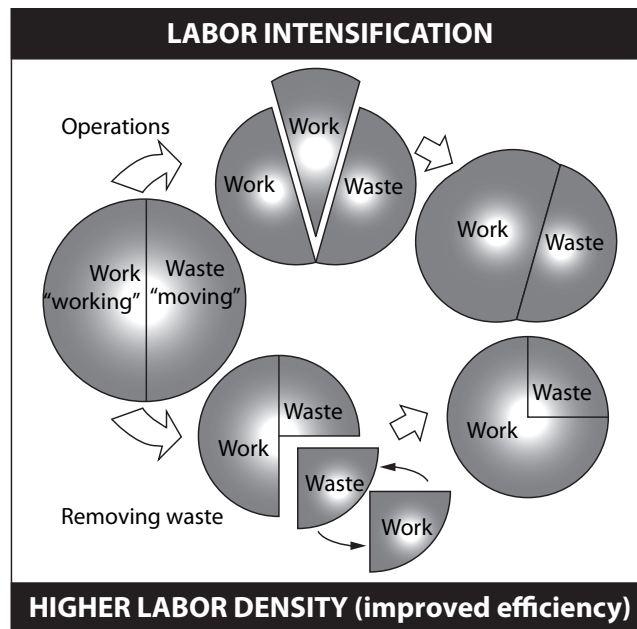 LABOR INTENSIFICATION
Operations
Work
Work
Waste
Work
Waste
Work
“working”
Waste
“moving”
Waste
Work
Waste
Work
Waste
Work
Removing waste
HIGHER LABOR DENSITY (improved efficiency)